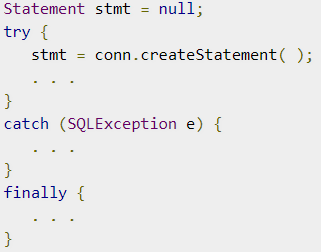 Statement stmt = null;
try {
   stmt = conn.createStatement( );
   . . .
}
catch (SQLException e) {
   . . .
}
finally {
   . . .
}